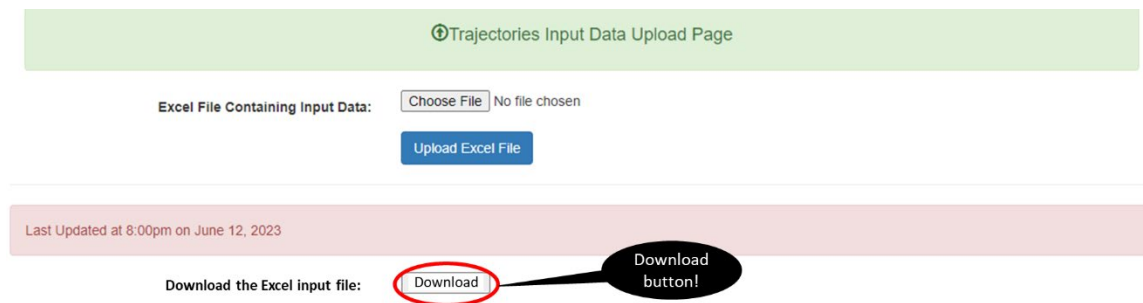 Trajectories Input Data Upload Page
Excel File Containing Input Data: Choose File No file chosen
Upload Excel File
Last Updated at 8:00pm on June 12, 2023
Download the Excel input file: Download
Download
button!